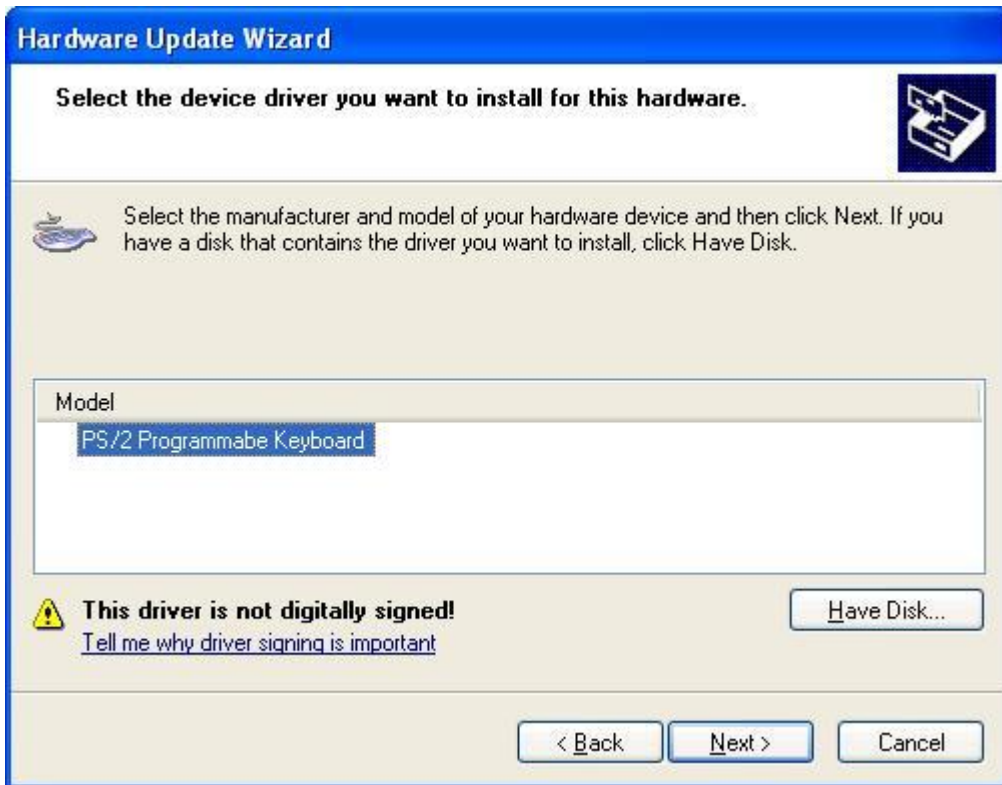 Hardware Update Wizard
Select the device driver you want to install for this hardware.
Select the manufacturer and model of your hardware device and then click Next. If you
have a disk that contains the driver you want to install, click Have Disk.
Model
PS/2 Programmabe Keyboard
This driver is not digitally signed!
Have Disk...
Tell me why driver signing is important
< Back
Next >
Cancel